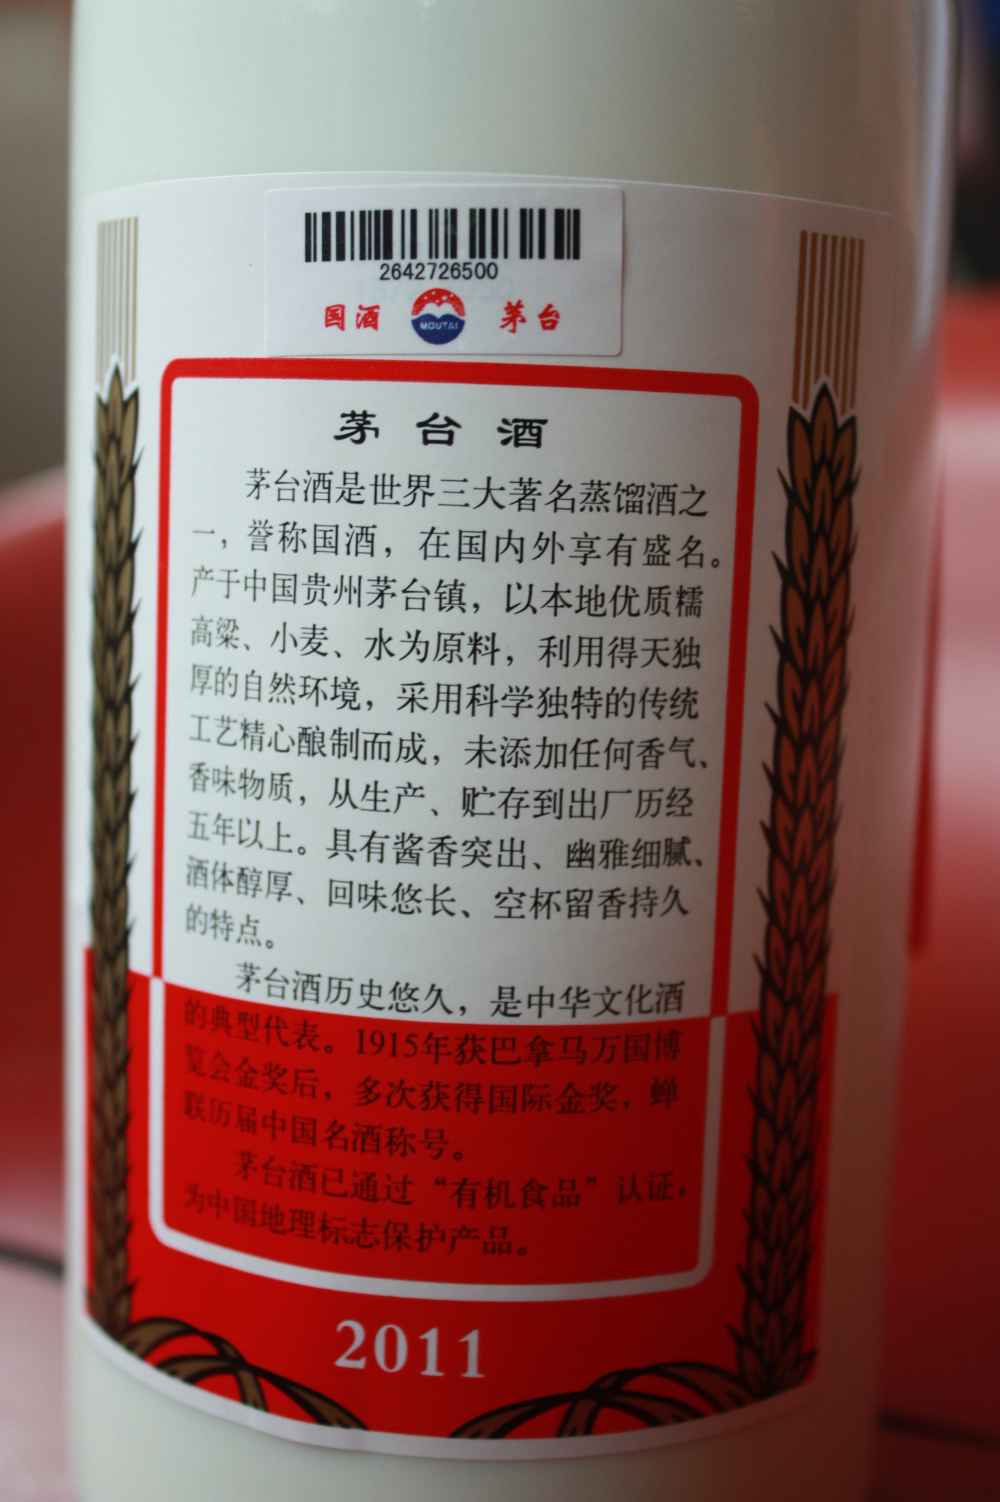 2642726500
国酒 MOUTAI 茅台
茅台酒
茅台酒是世界三大著名蒸馏酒之
一，誉称国酒，在国内外享有盛名。
产于中国贵州茅台镇，以本地优质糯
高粱、小麦、水为原料，利用得天独
厚的自然环境，采用科学独特的传统
工艺精心酿制而成，未添加任何香气、
香味物质，从生产、贮存到出厂历经
五年以上。具有酱香突出、幽雅细腻、
酒体醇厚、回味悠长、空杯留香持久
的特点。
茅台酒历史悠久，是中华文化酒
的典型代表。1915年获巴拿马万国博
览会金奖后，多次获得国际金奖，蝉
联历届中国名酒称号。
茅台酒已通过“有机食品”认证，
为中国地理标志保护产品。
2011